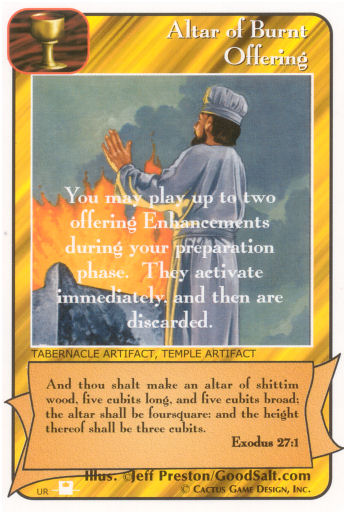 Altar of Burnt
Offering
You may play up to two
offering Enhancements
during your preparation
phase. They activate
immediately, and then are
discarded.
TABERNACLE ARTIFACT, TEMPLE ARTIFACT
And thou shalt make an altar of shittim
wood, five cubits long, and five cubits broad;
the altar shall be foursquare: and the height
thereof shall be three cubits.
Exodus 27:1
Illus. ©Jeff Preston/GoodSalt.com
UR
© CACTUS GAME DESIGN, INC.